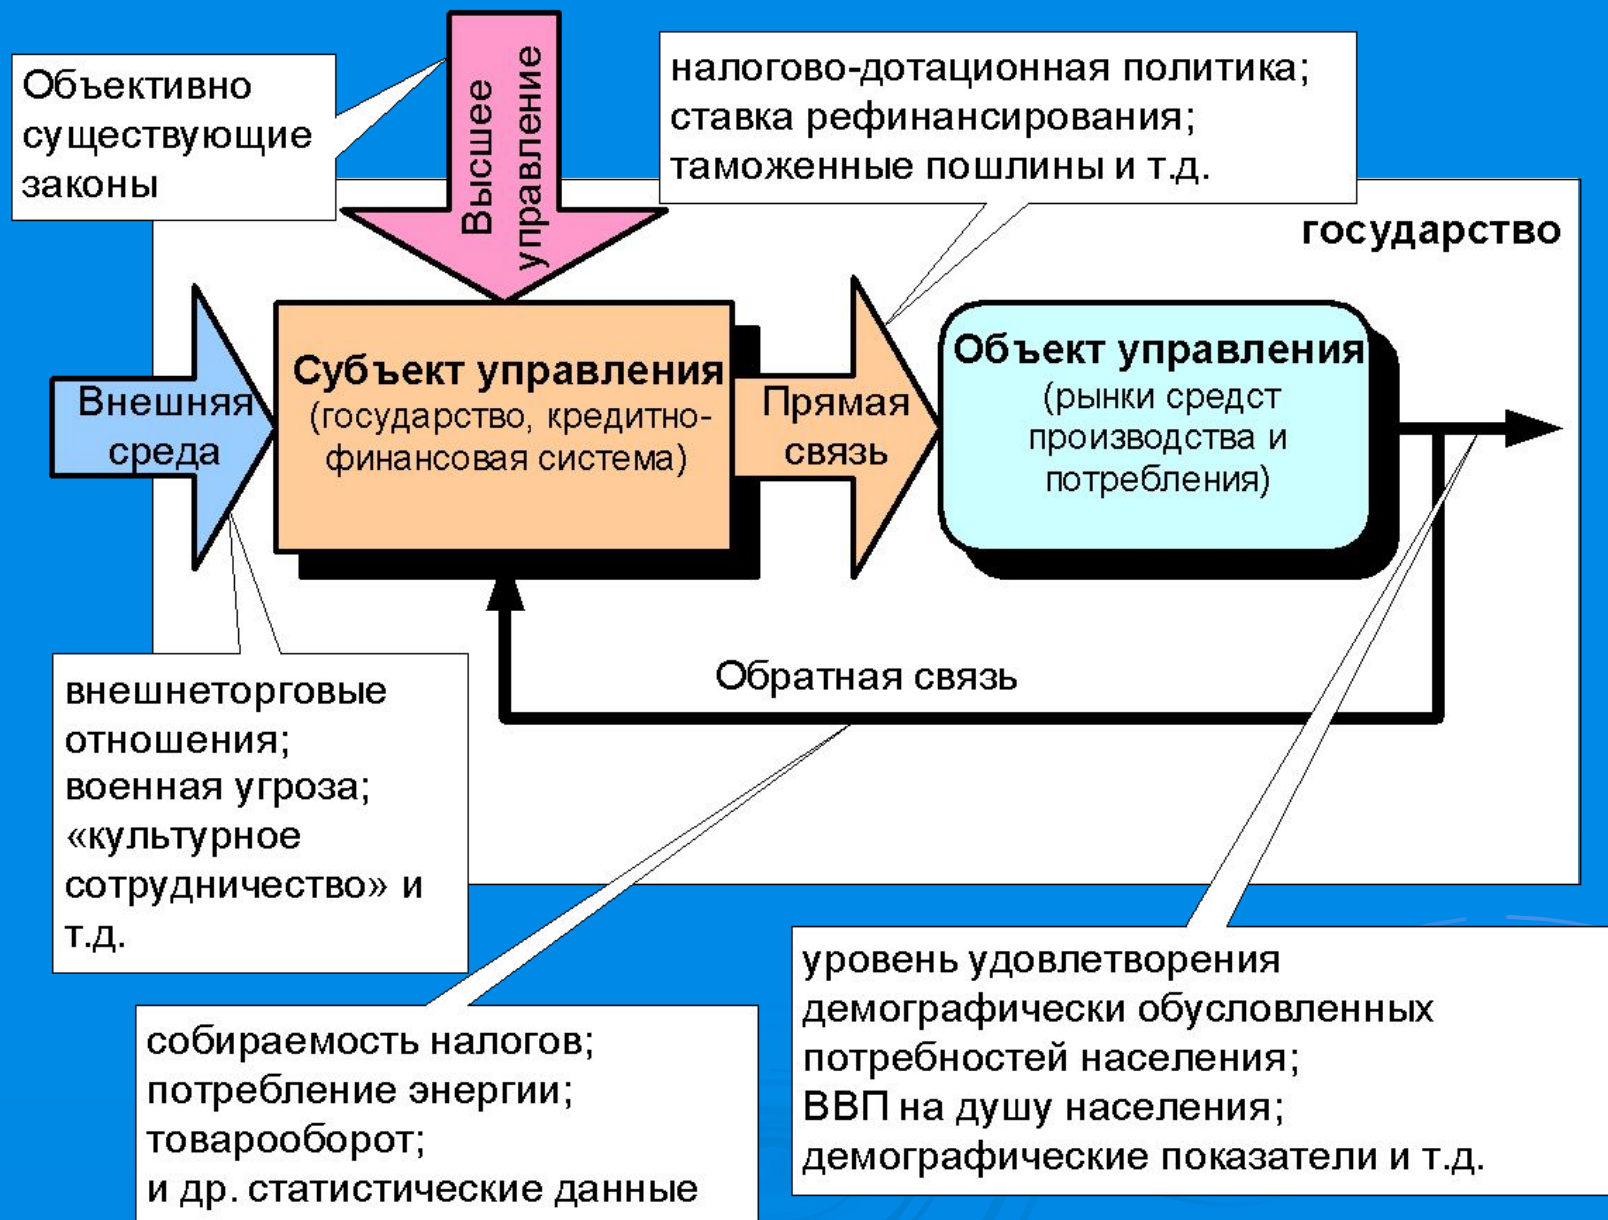 Объективно
существующие
законы
Высшее
управление
налогово-дотационная политика;
ставка рефинансирования;
таможенные пошлины и т.д.
государство
Внешняя
среда
Субъект управления
(государство, кредитно-
финансовая система)
Прямая
связь
Объект управления
(рынки средст
производства и
потребления)
Обратная связь
внешнеторговые
отношения;
военная угроза;
«культурное
сотрудничество» и
т.д.
собираемость налогов;
потребление энергии;
товарооборот;
и др. статистические данные
уровень удовлетворения
демографически обусловленных
потребностей населения;
ВВП на душу населения;
демографические показатели и т.д.